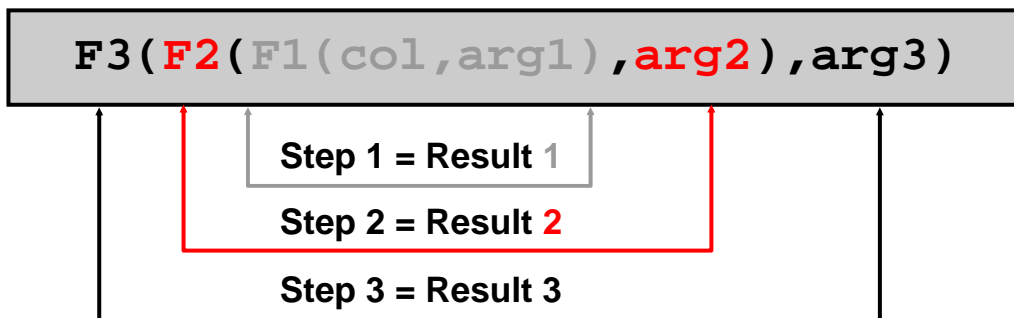 F3(F2(F1(col,arg1),arg2),arg3)
Step 1 = Result 1
Step 2 = Result 2
Step 3 = Result 3